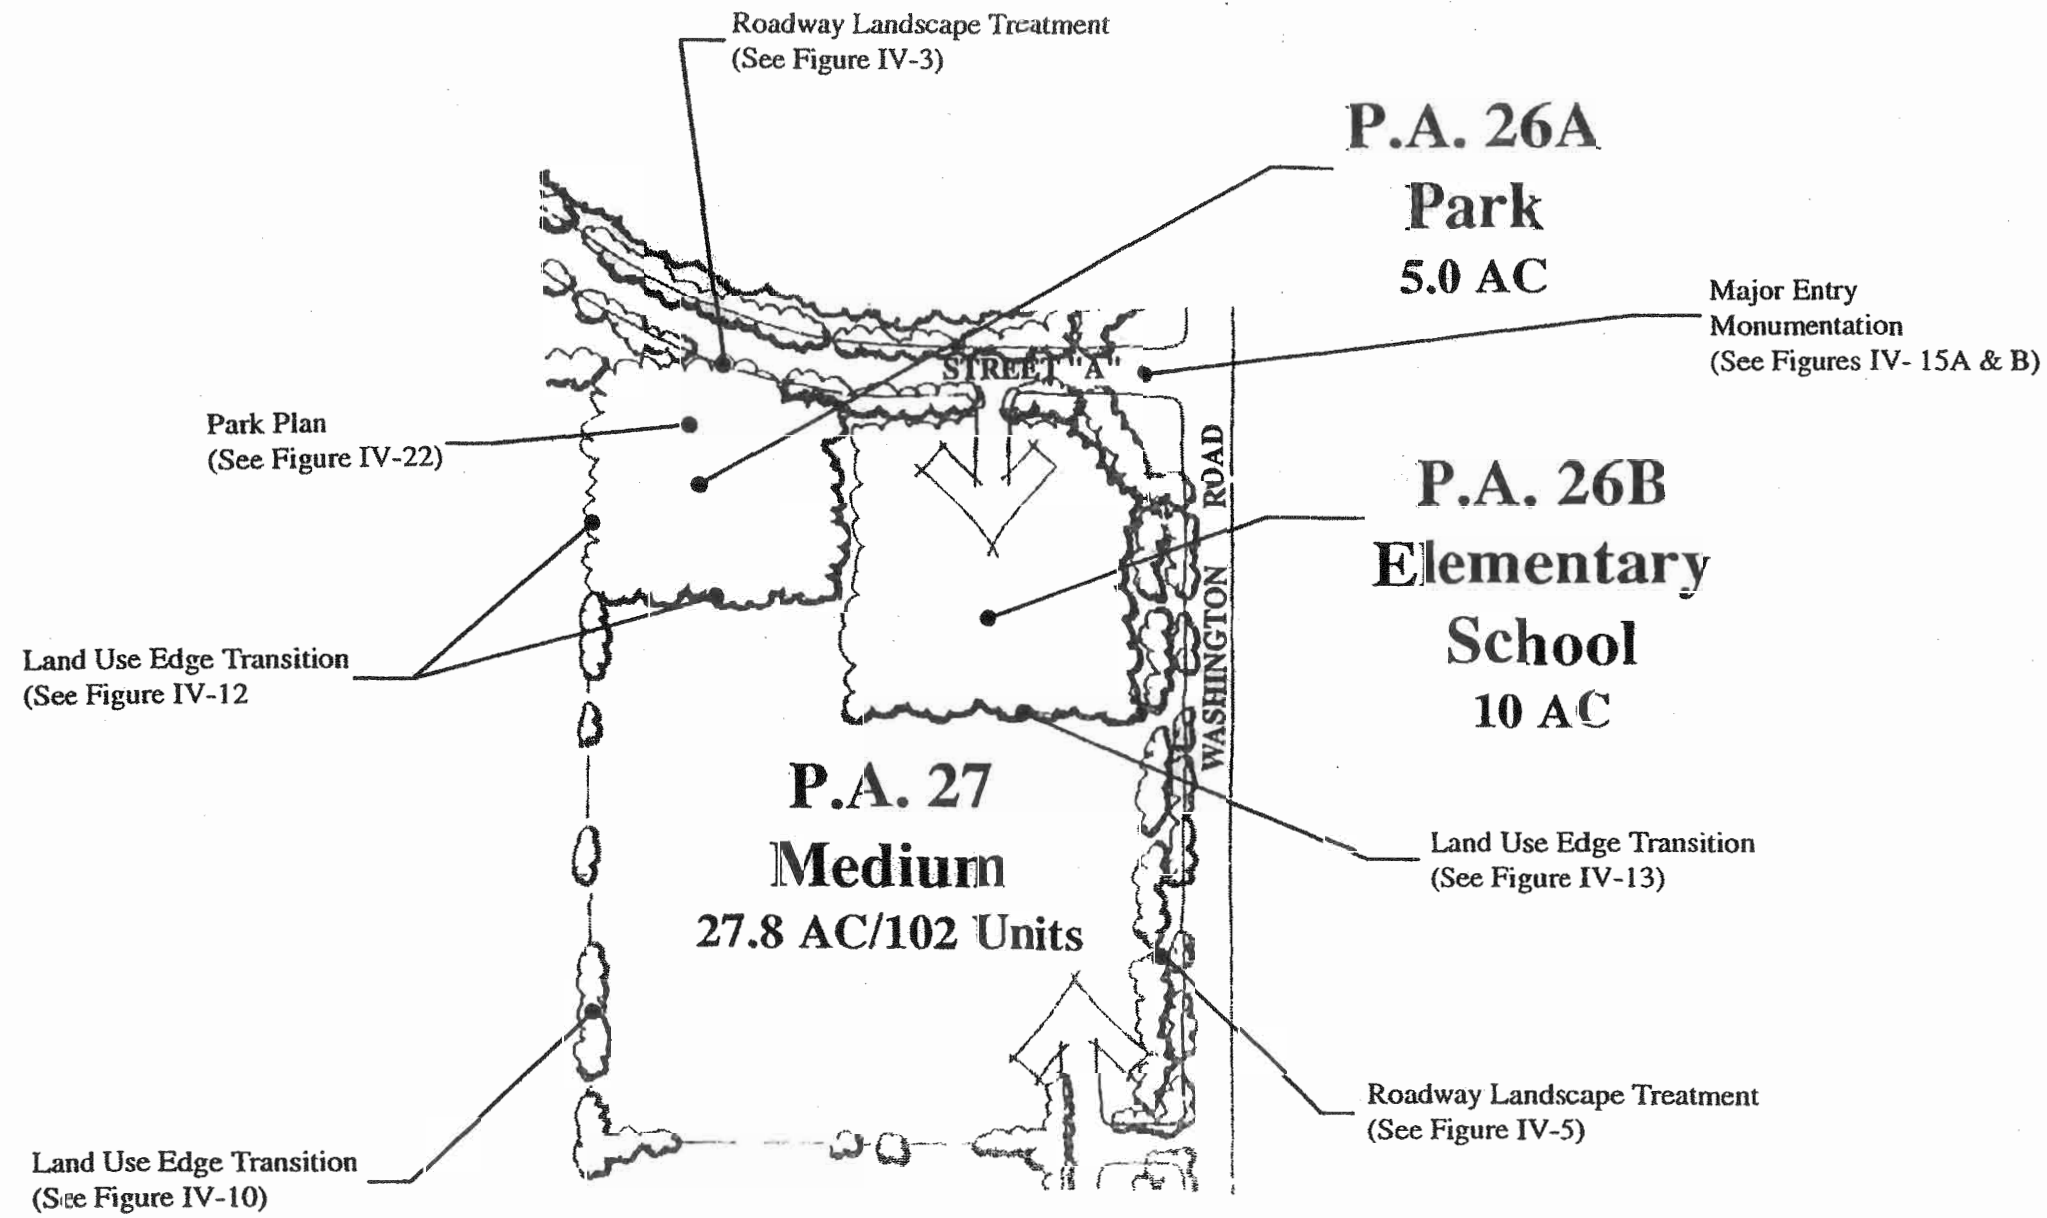 Roadway Landscape Treatment
(See Figure IV-3)
P.A. 26A
Park
5.0 AC
Major Entry
Monumentation
(See Figures IV- 15A & B)
STREET "A"
Park Plan
(See Figure IV-22)
WASHINGTON ROAD
P.A. 26B
Elementary
School
10 AC
Land Use Edge Transition
(See Figure IV-12
P.A. 27
Medium
27.8 AC/102 Units
Land Use Edge Transition
(See Figure IV-13)
Roadway Landscape Treatment
(See Figure IV-5)
Land Use Edge Transition
(See Figure IV-10)